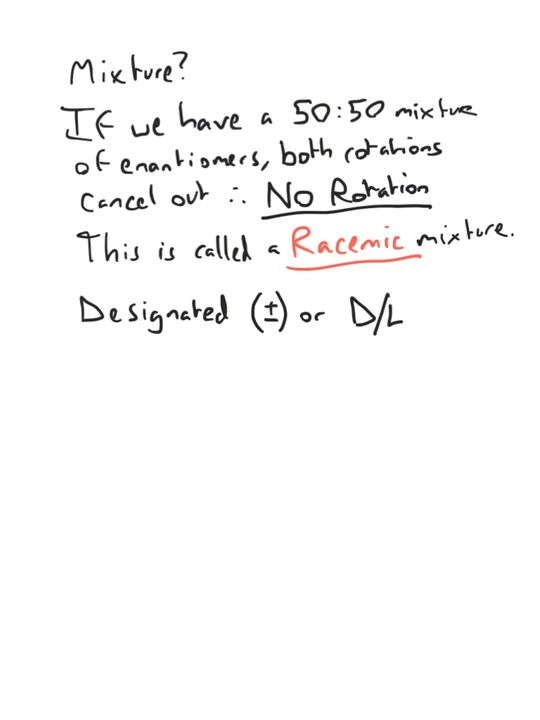 Mixture?
If we have a 50:50 mixture
of enantiomers, both rotations
cancel out ∴ No Rotation
This is called a Racemic mixture.
Designated (±) or D/L